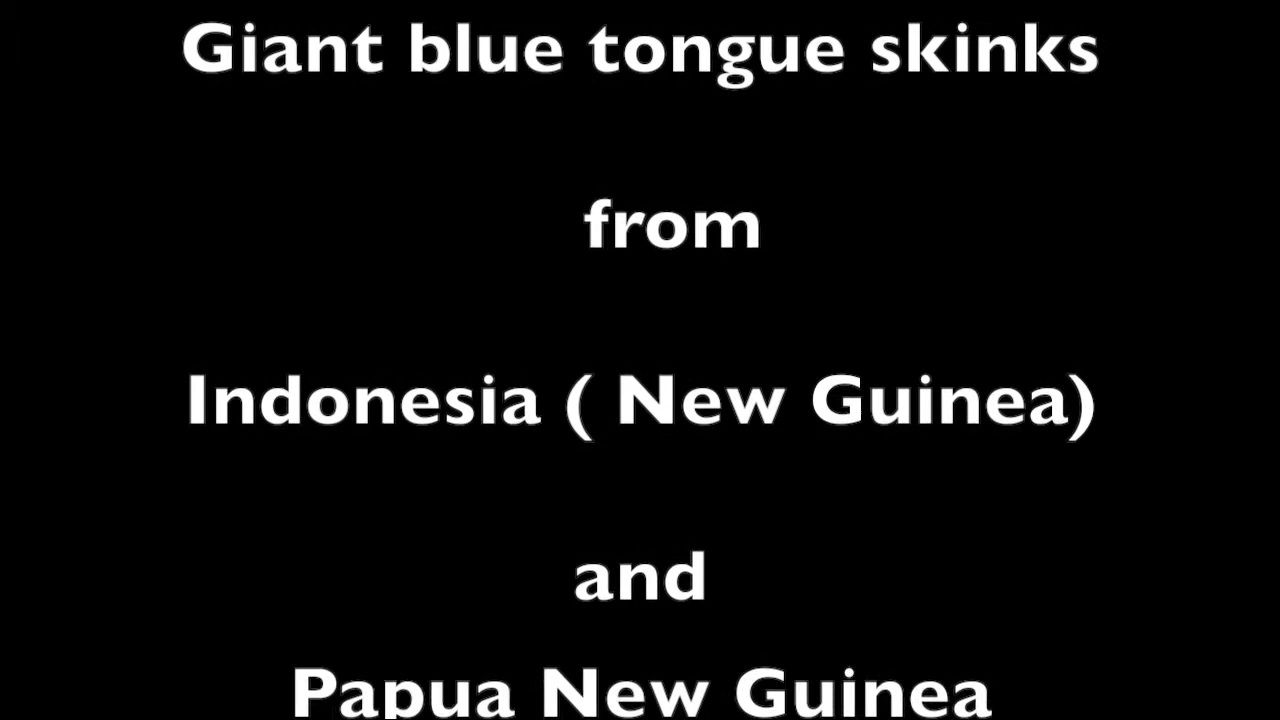 Giant blue tongue skinks
from
Indonesia ( New Guinea)
and
Papua New Guinea